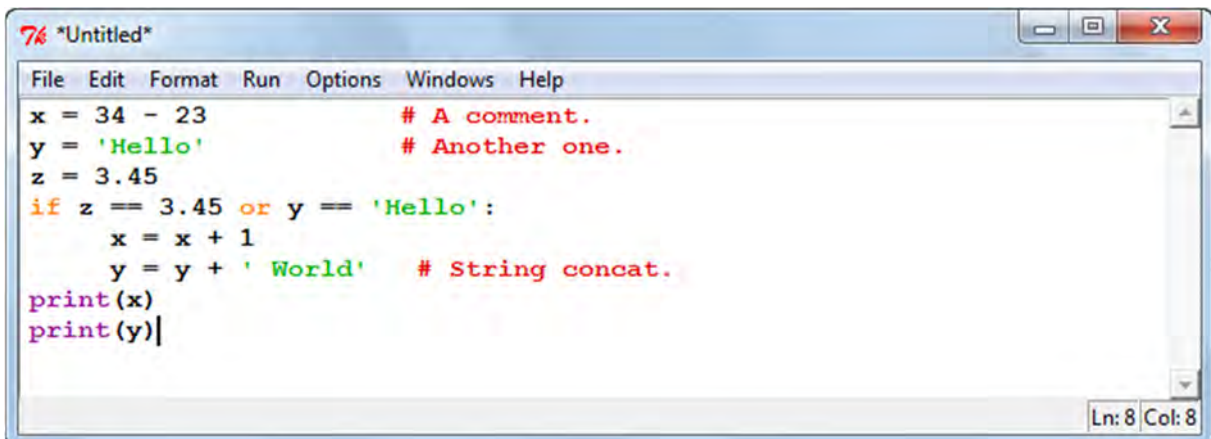 *Untitled*
File Edit Format Run Options Windows Help
x = 34 - 23 # A comment.
y = 'Hello' # Another one.
z = 3.45
if z == 3.45 or y == 'Hello':
     x = x + 1
     y = y + ' World' # String concat.
print(x)
print(y)
Ln: 8 Col: 8